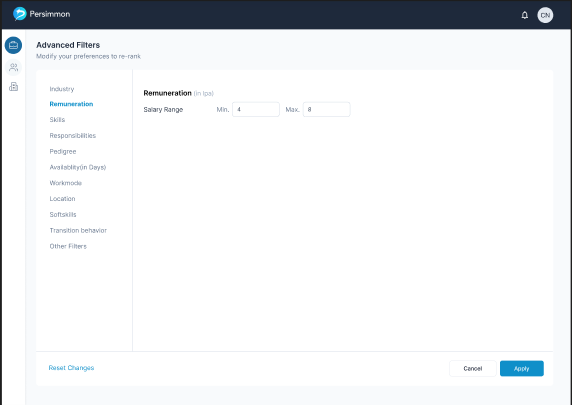 Persimmon
CN
Advanced Filters
Modify your preferences to re-rank
Industry
Remuneration
Skills
Responsibilities
Pedigree
Availablity(in Days)
Workmode
Location
Softskills
Transition behavior
Other Filters
Remuneration (in lpa)
Salary Range Min. 4 Max. 8
Reset Changes
Cancel
Apply